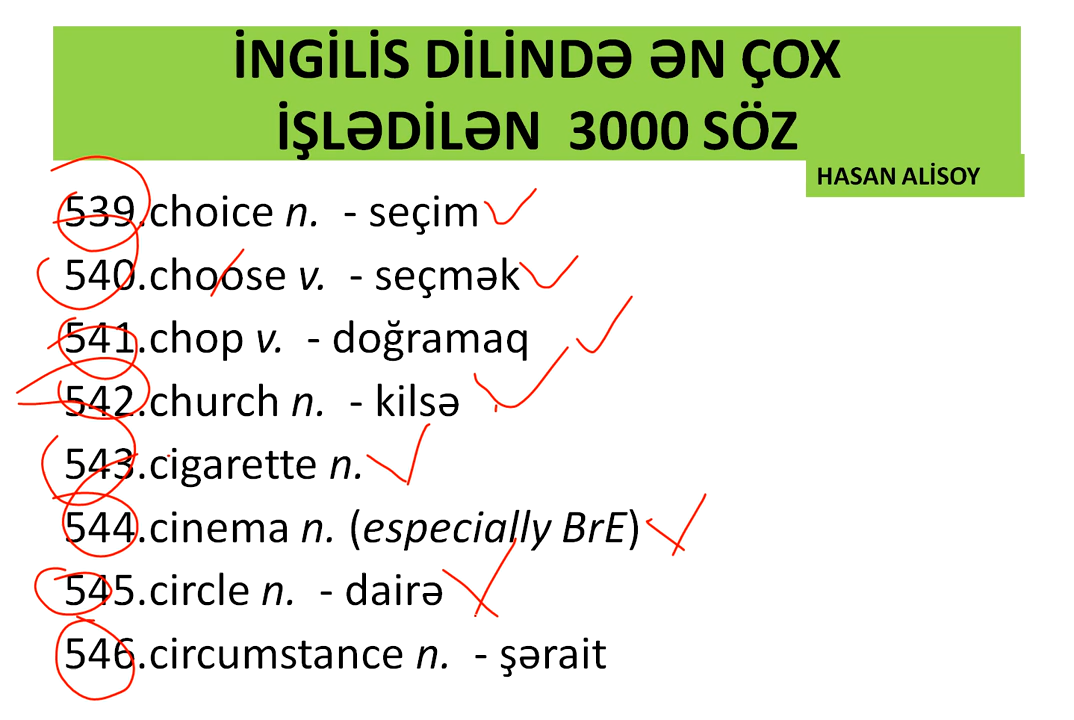 İNGİLİS DİLİNDƏ ƏN ÇOX
İŞLƏDİLƏN 3000 SÖZ
HASAN ALİSOY
539.choice n. - seçim
540.choose v. - seçmək
541.chop v. - doğramaq
542.church n. - kilsə
543.cigarette n.
544.cinema n. (especially BrE)
545.circle n. - dairə
546.circumstance n. - şərait